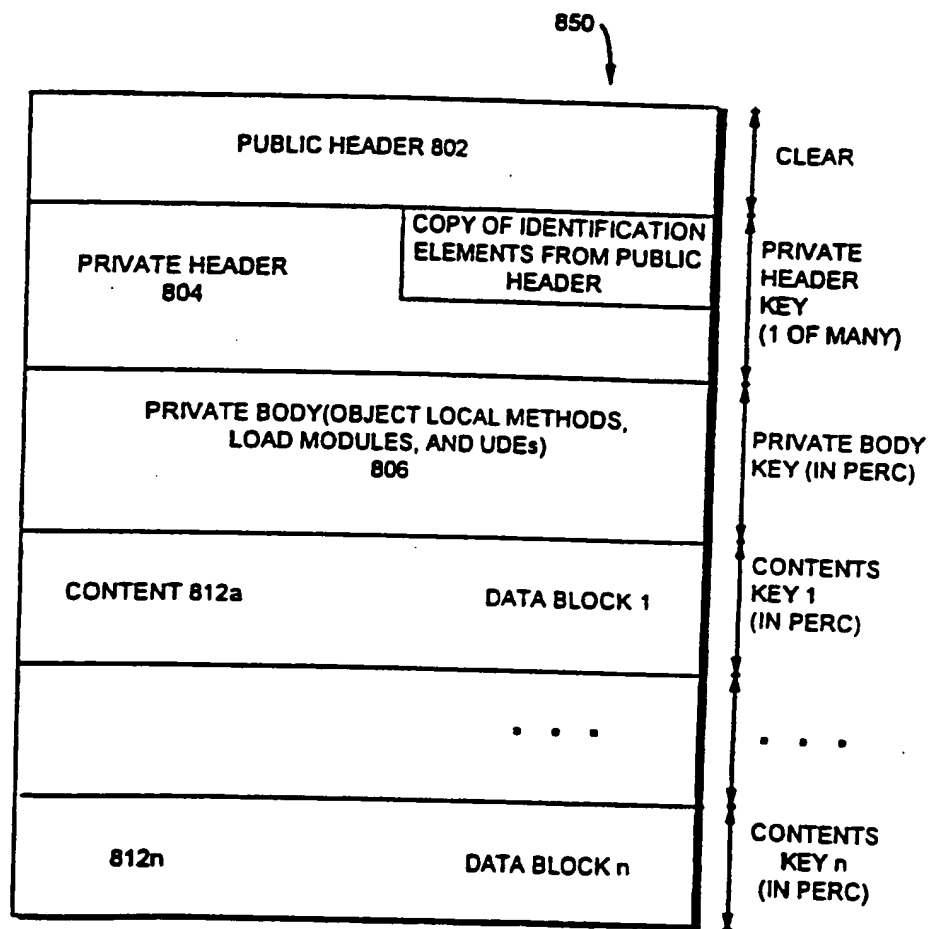 850
PUBLIC HEADER 802
CLEAR
COPY OF IDENTIFICATION
ELEMENTS FROM PUBLIC
HEADER
PRIVATE HEADER
804
PRIVATE
HEADER
KEY
(1 OF MANY)
PRIVATE BODY(OBJECT LOCAL METHODS,
LOAD MODULES, AND UDEs)
806
PRIVATE BODY
KEY (IN PERC)
CONTENT 812a
DATA BLOCK 1
CONTENTS
KEY 1
(IN PERC)
. . .
. . .
812n
DATA BLOCK n
CONTENTS
KEY n
(IN PERC)